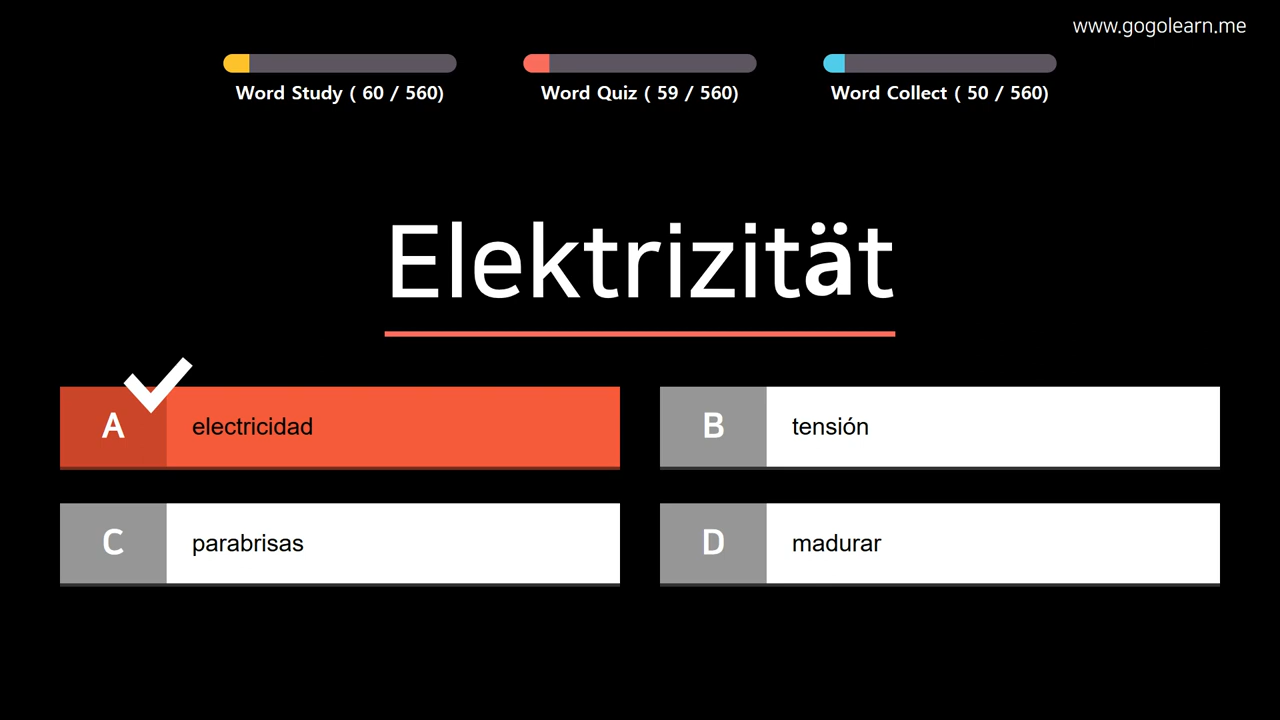 www.gogolearn.me
Word Study ( 60 / 560)
Word Quiz ( 59 / 560)
Word Collect ( 50 / 560)
Elektrizität
A electricidad
B tensión
C parabrisas
D madurar